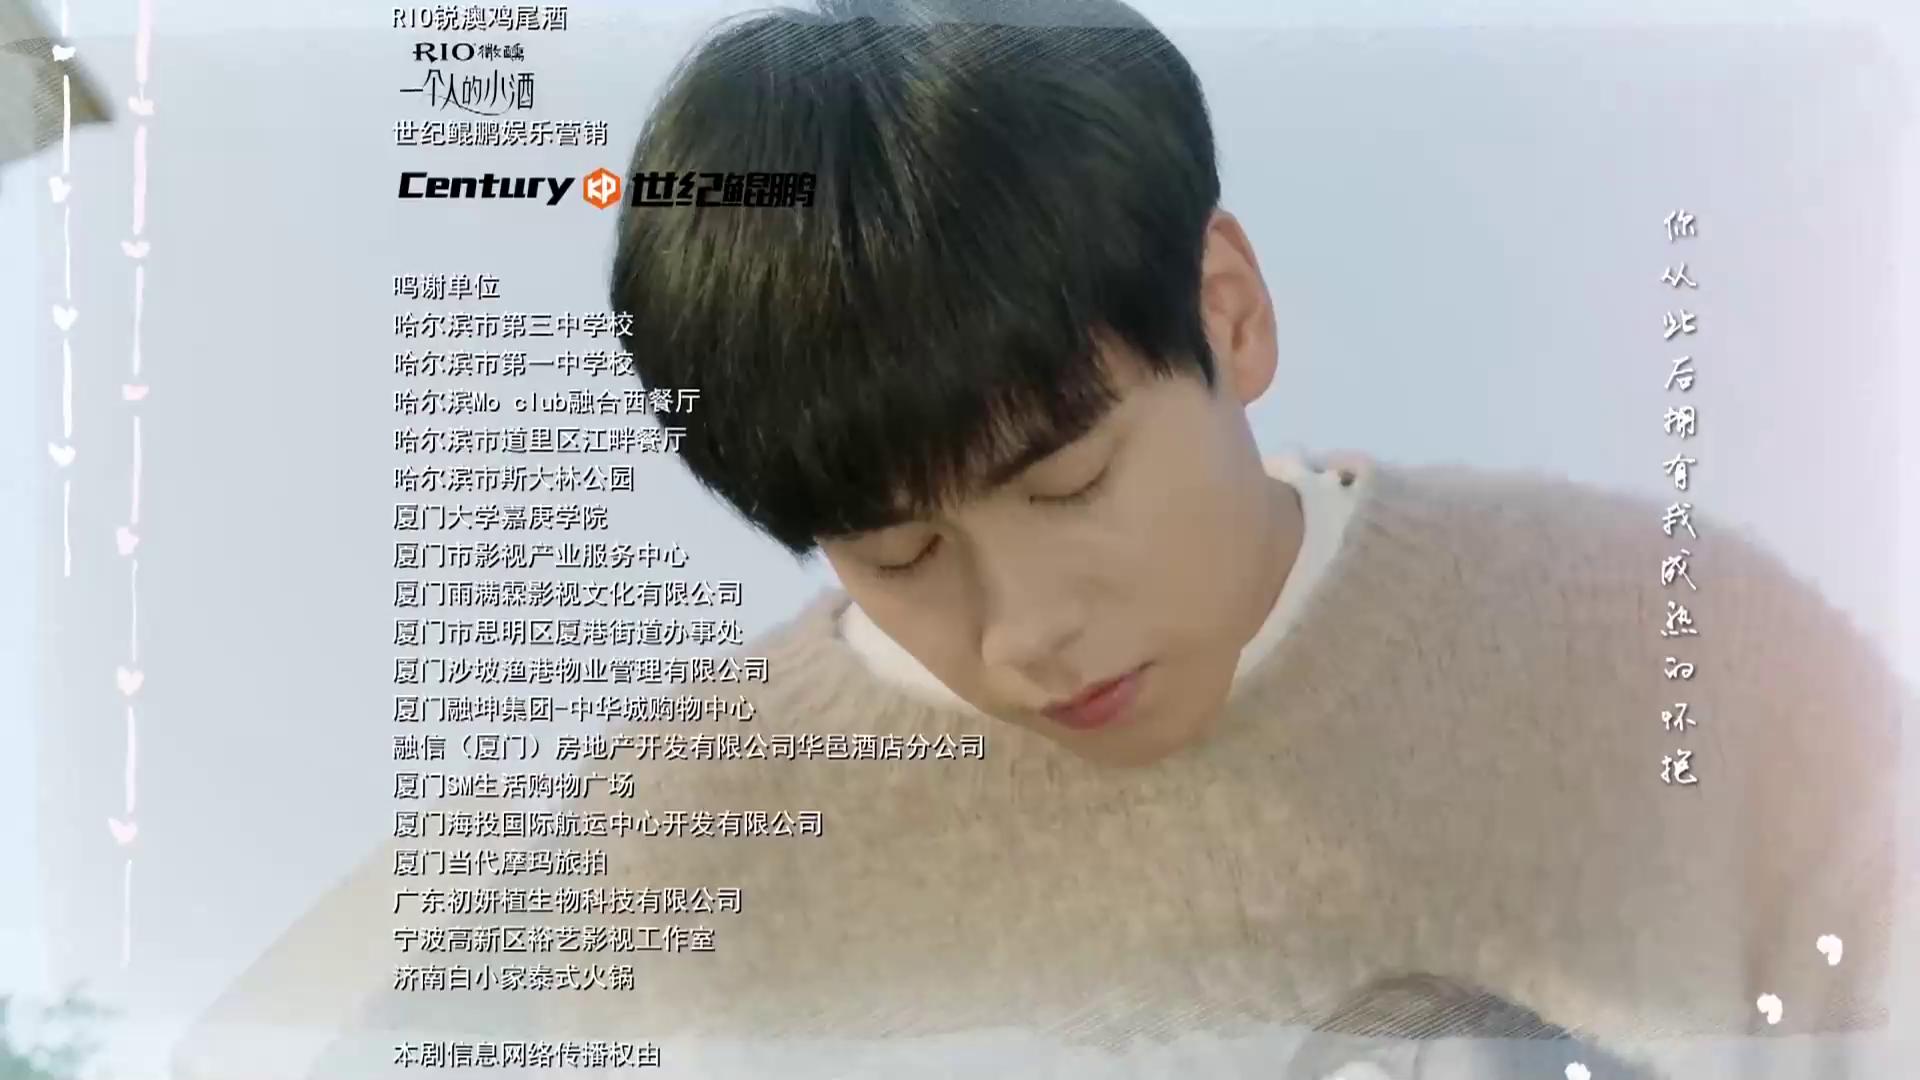 RIO锐澳鸡尾酒
RIO微醺
一个人的小酒
世纪鲲鹏娱乐营销
Century KP 世纪鲲鹏
鸣谢单位
哈尔滨市第三中学校
哈尔滨市第一中学校
哈尔滨Mo club融合西餐厅
哈尔滨市道里区江畔餐厅
哈尔滨市斯大林公园
厦门大学嘉庚学院
厦门市影视产业服务中心
厦门雨满霖影视文化有限公司
厦门市思明区厦港街道办事处
厦门沙坡渔港物业管理有限公司
厦门融坤集团-中华城购物中心
融信（厦门）房地产开发有限公司华邑酒店分公司
厦门SM生活购物广场
厦门海投国际航运中心开发有限公司
厦门当代摩玛旅拍
广东初妍植生物科技有限公司
宁波高新区裕艺影视工作室
济南白小家泰式火锅
本剧信息网络传播权由
你从此后拥有我成熟的怀抱